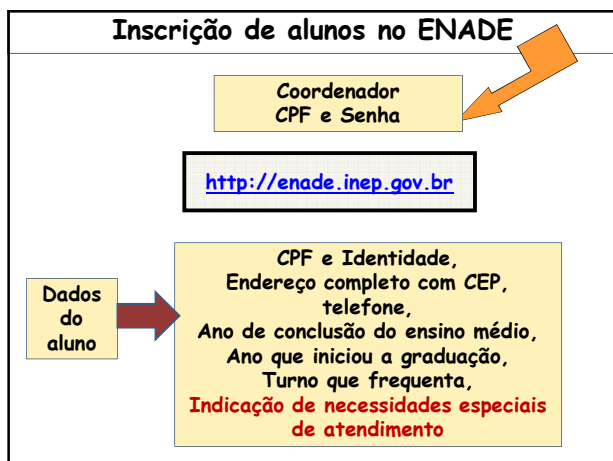 Inscrição de alunos no ENADE
Coordenador
CPF e Senha
http://enade.inep.gov.br
Dados
do
aluno
CPF e Identidade,
Endereço completo com CEP,
telefone,
Ano de conclusão do ensino médio,
Ano que iniciou a graduação,
Turno que frequenta,
Indicação de necessidades especiais
de atendimento